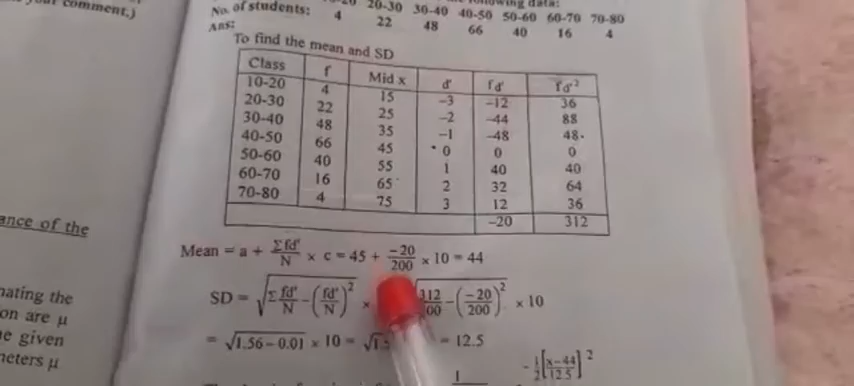 your comment.)
ance of the
nating the
on are μ
e given
meters μ
following data:
20-30 30-40 40-50 50-60 60-70 70-80
No. of students: 4 22 48 66 40 16 4
Ans:
To find the mean and SD
Class f Mid x d' fd' fd'²
10-20 4 15 -3 -12 36
20-30 22 25 -2 -44 88
30-40 48 35 -1 -48 48
40-50 66 45 0 0 0
50-60 40 55 1 40 40
60-70 16 65 2 32 64
70-80 4 75 3 12 36
-20 312
Mean = a + Σfd'/N × c = 45 + -20/200 × 10 = 44
SD = √(Σfd'/N - (fd'/N)²) × √(312/ - (-20/200)²) × 10
= √(1.56-0.01) × 10 = = 12.5
-1/2[x-44/12.5]²
1